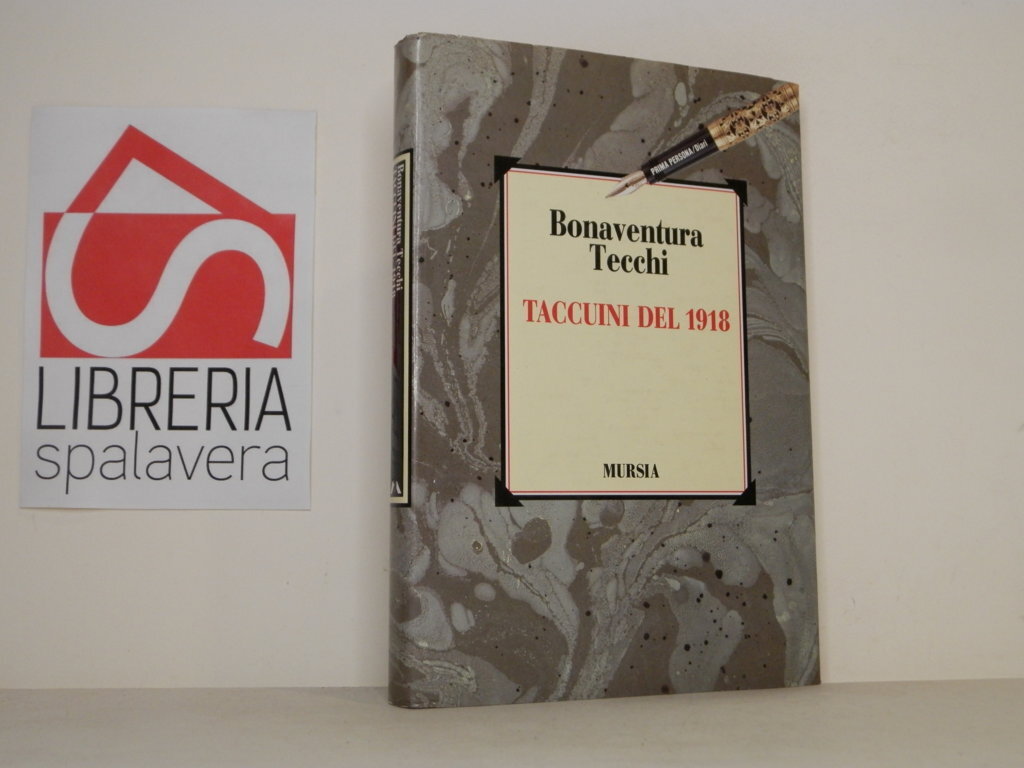 LIBRERIA
spalavera
Bonaventura Tecchi
PRIMA PERSONA/Diari
Bonaventura
Tecchi
TACCUINI DEL 1918
MURSIA